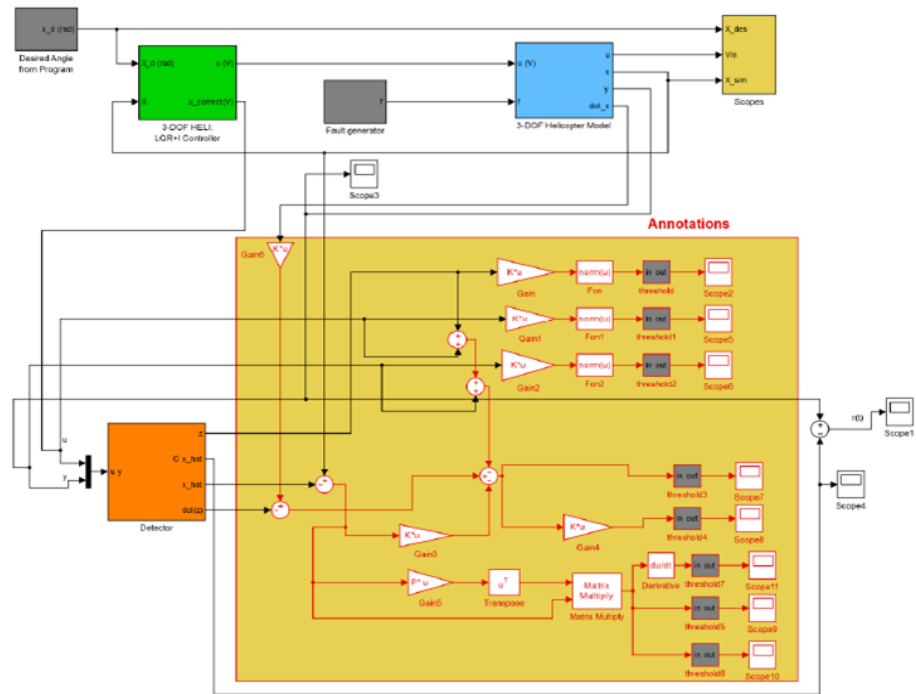 x_d (rad)
Desired Angle
from Program
X_d (rad)
X
u (V)
u_correct(V)
3-DOF HELI:
LQR+I Controller
f
Fault generator
u (V)
f
u
x
y
dot_x
3-DOF Helicopter Model
X_des
Vm
X_sim
Scopes
Scope3
Annotations
K*u
Gain6
K*u
Gain
norm(u)
Fcn
in out
threshold
Scope2
K*u
Gain1
norm(u)
Fcn1
in out
threshold1
Scope5
K*u
Gain2
norm(u)
Fcn2
in out
threshold2
Scope6
r(t)
Scope1
Scope4
u
y
u y
z
C x_hat
x_hat
dot(z)
Detector
in out
threshold3
Scope7
K*u
Gain3
K*u
Gain4
in out
threshold4
Scope8
P* u
Gain5
uT
Transpose
Matrix
Multiply
Matrix Multiply
du/dt
Derivative
in out
threshold7
Scope11
in out
threshold5
Scope9
in out
threshold6
Scope10